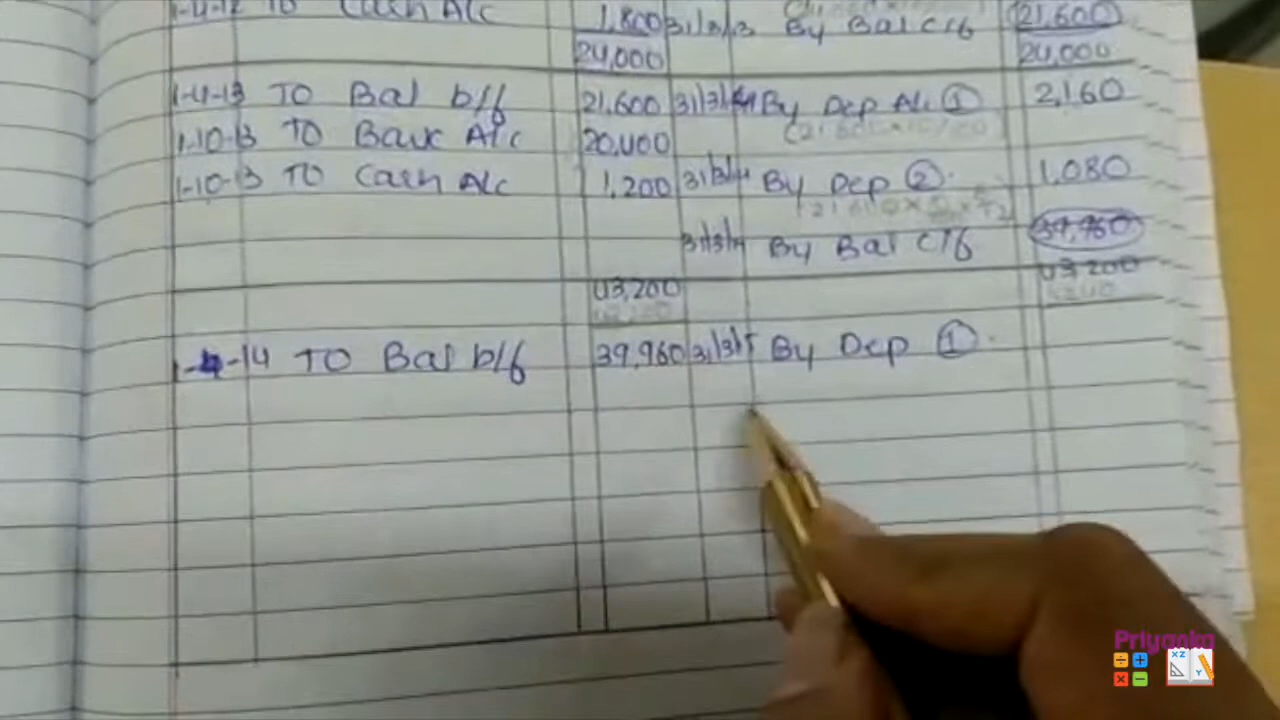 1-4-12 To Cash A/c 1,800 31/3/13 By Bal c/f 21,600
24,000 24,000
1-4-13 TO Bal b/f 21,600 31/3/14 By Dep A/c ① 2,160
1-10-13 TO Bank A/c 20,400
1-10-13 TO Cash A/c 1,200 31/3/14 By Dep ② 1,080
31/3/14 By Bal c/f 39,960
43,200 43,200
1-4-14 TO Bal b/f 39,960 31/3/15 By Dep ①
Priyanka